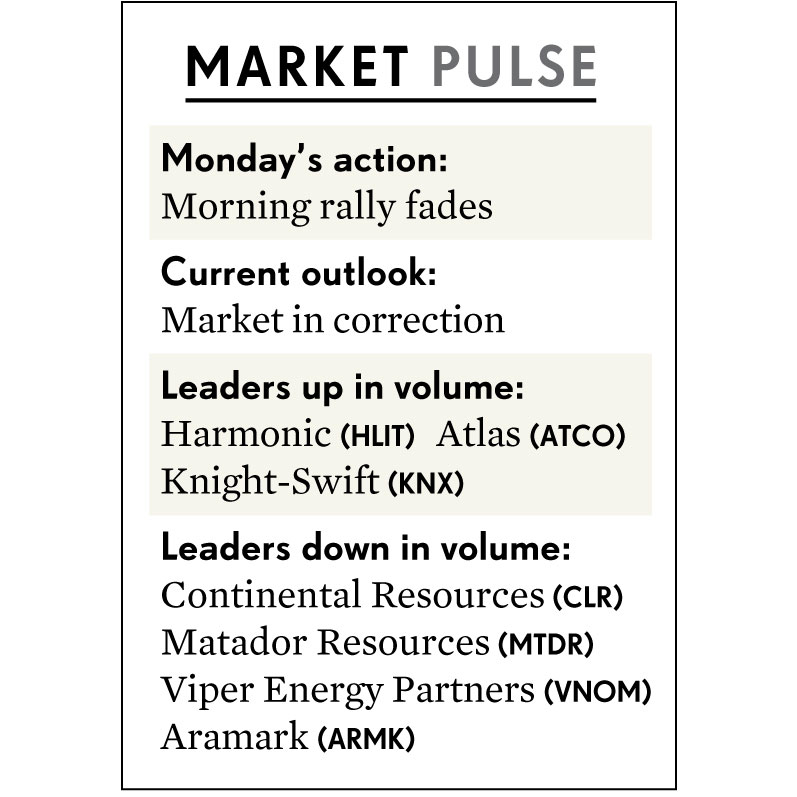 MARKET PULSE
Monday’s action:
Morning rally fades
Current outlook:
Market in correction
Leaders up in volume:
Harmonic (HLIT) Atlas (ATCO)
Knight-Swift (KNX)
Leaders down in volume:
Continental Resources (CLR)
Matador Resources (MTDR)
Viper Energy Partners (VNOM)
Aramark (ARMK)